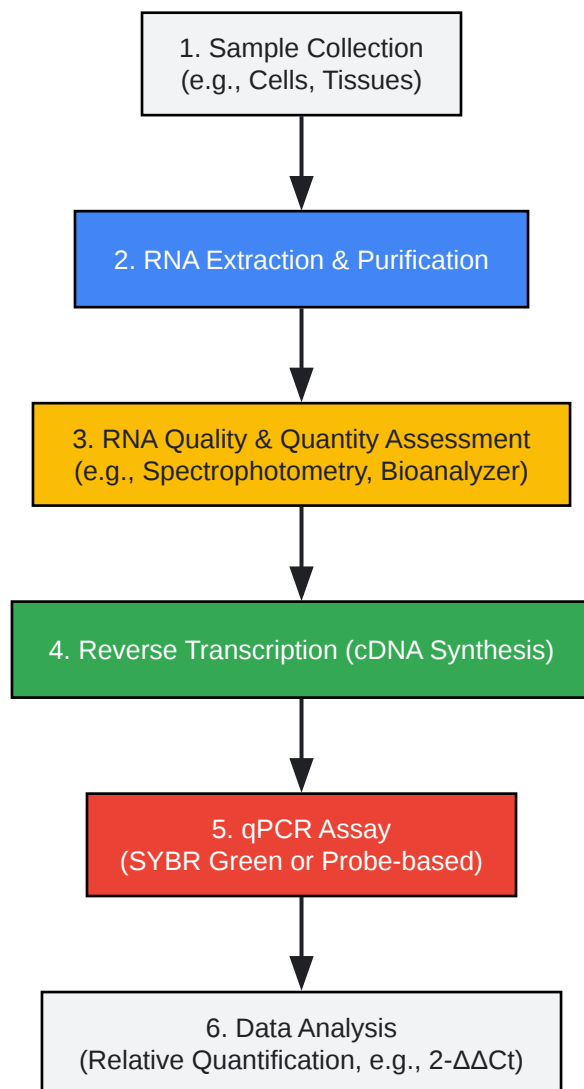 1. Sample Collection
(e.g., Cells, Tissues)
2. RNA Extraction & Purification
3. RNA Quality & Quantity Assessment
(e.g., Spectrophotometry, Bioanalyzer)
4. Reverse Transcription (cDNA Synthesis)
5. qPCR Assay
(SYBR Green or Probe-based)
6. Data Analysis
(Relative Quantification, e.g., 2-ΔΔCt)